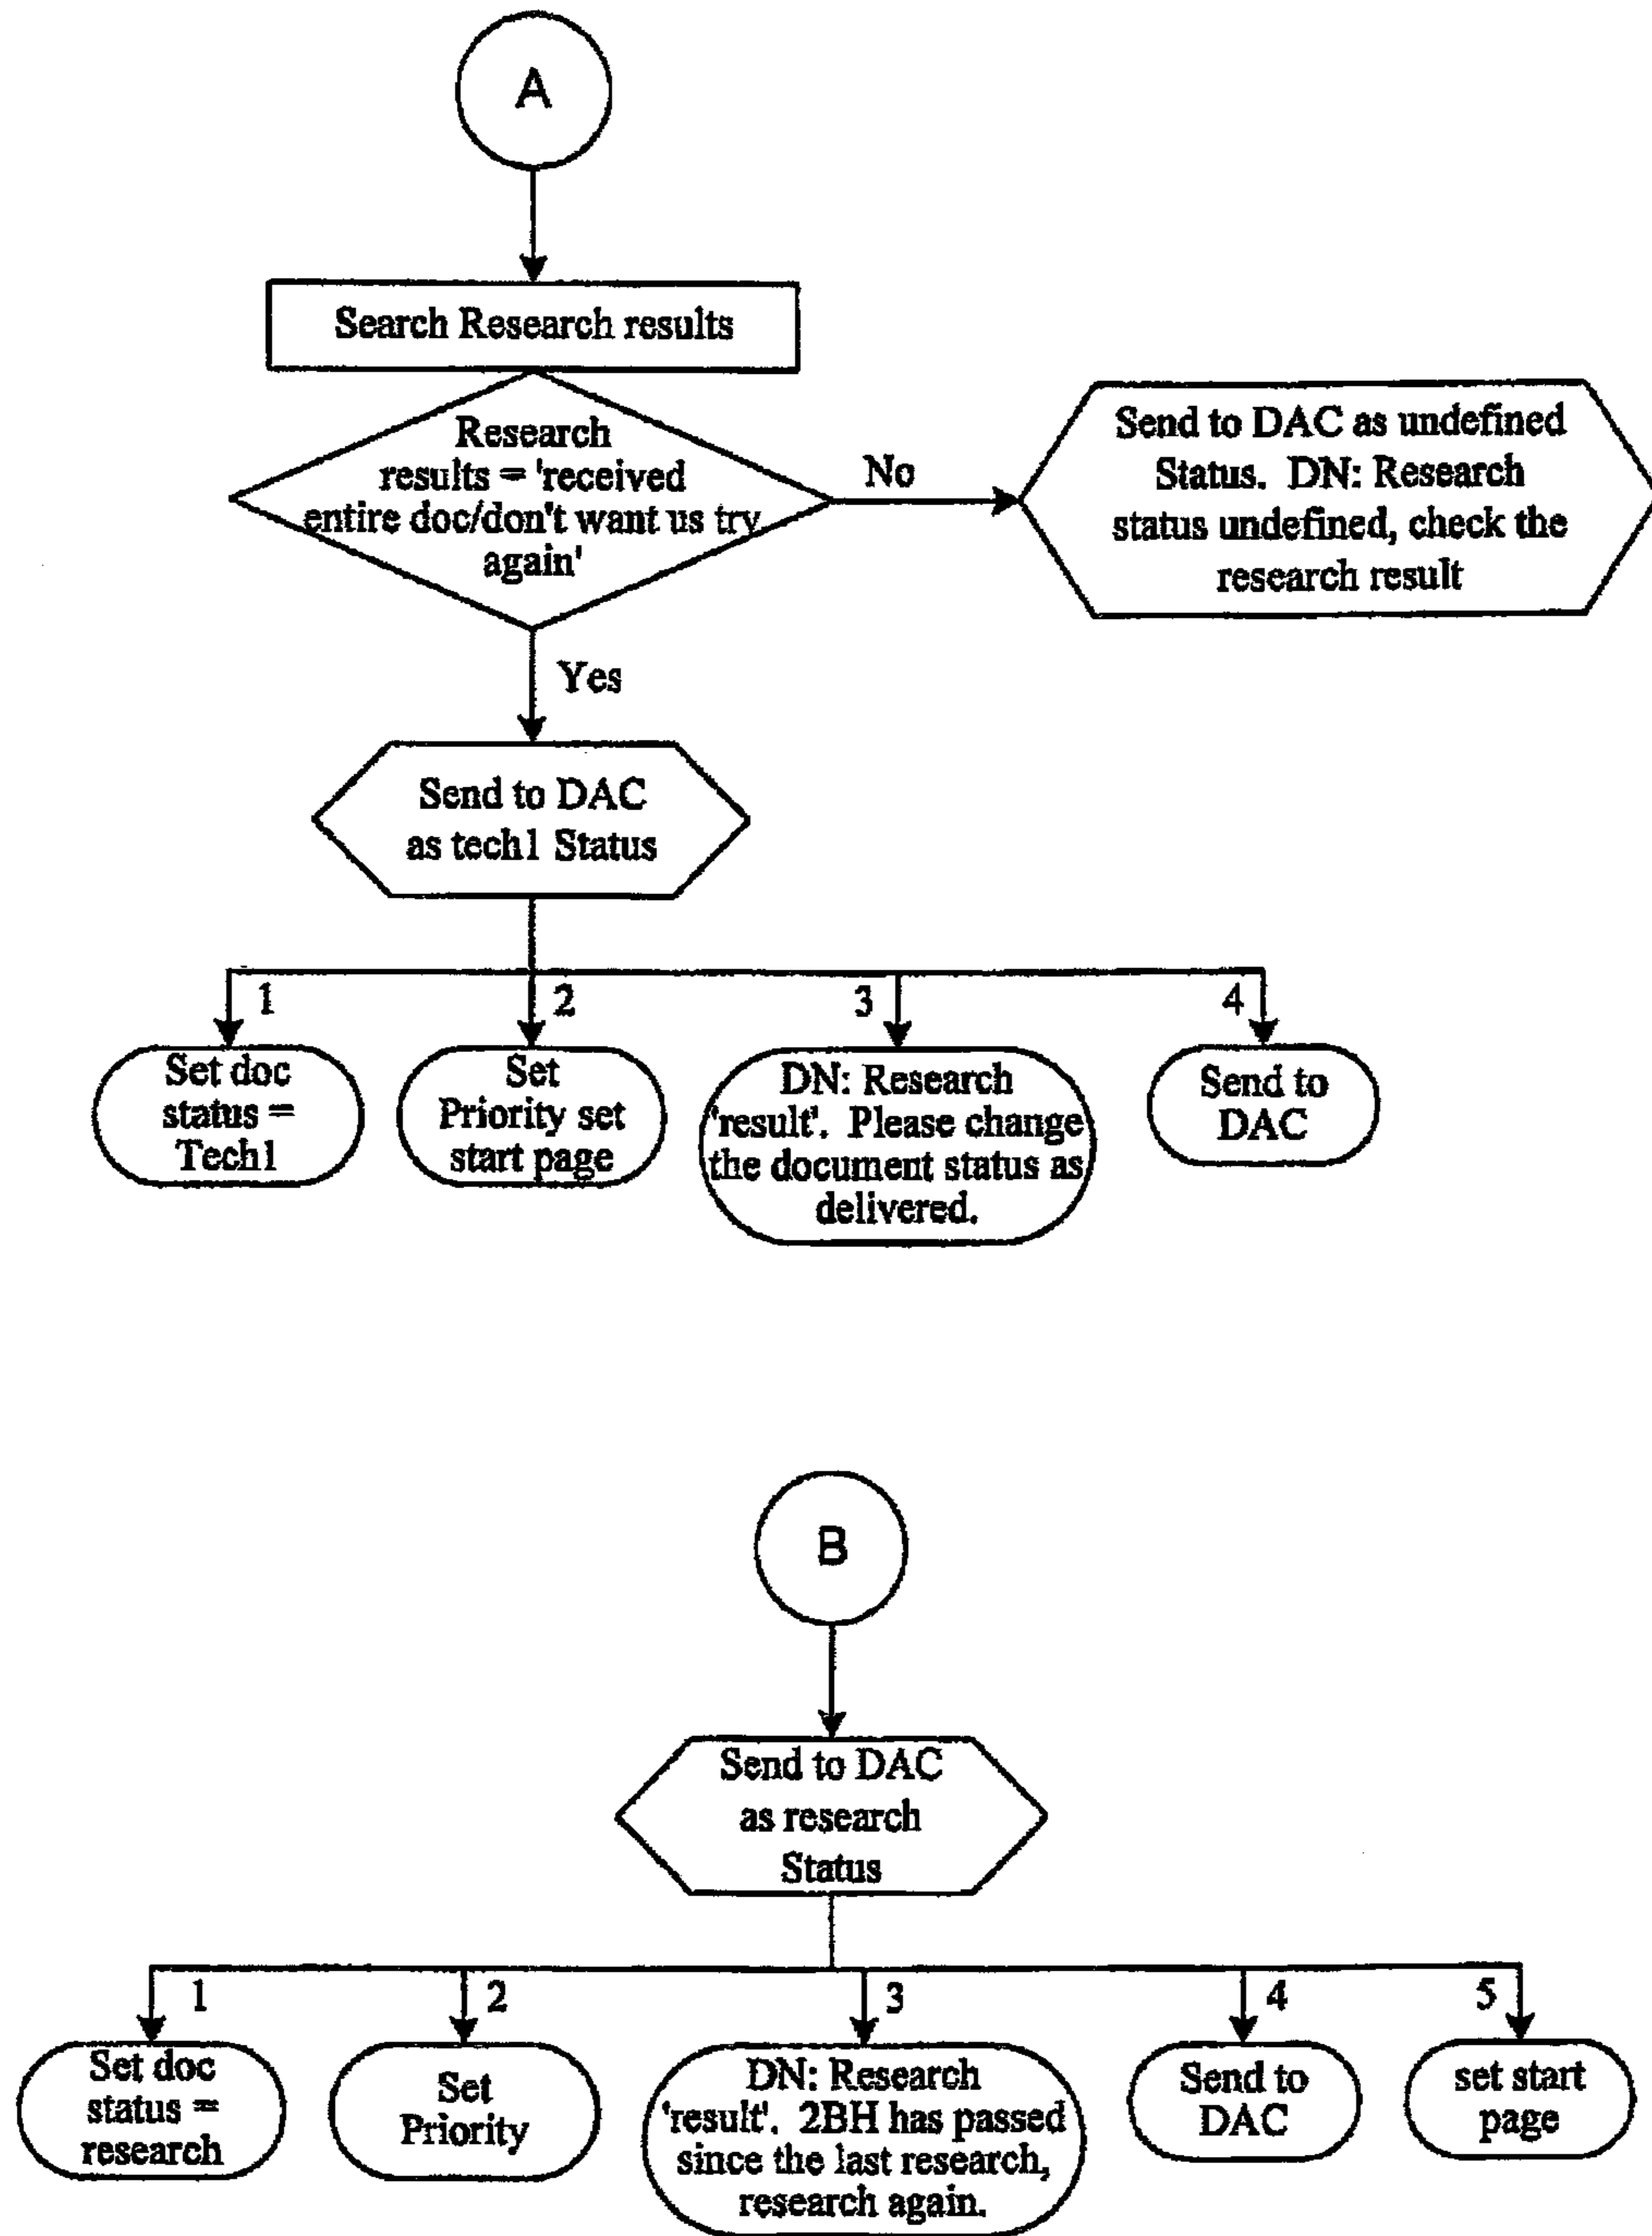 A
Search Research results
Research
results = 'received
entire doc/don't want us try
again'
No
Send to DAC as undefined
Status. DN: Research
status undefined, check the
research result
Yes
Send to DAC
as tech1 Status
1
2
3
4
Set doc
status =
Tech1
Set
Priority set
start page
DN: Research
'result'. Please change
the document status as
delivered.
Send to
DAC
B
Send to DAC
as research
Status
1
2
3
4
5
Set doc
status =
research
Set
Priority
DN: Research
'result'. 2BH has passed
since the last research,
research again.
Send to
DAC
set start
page